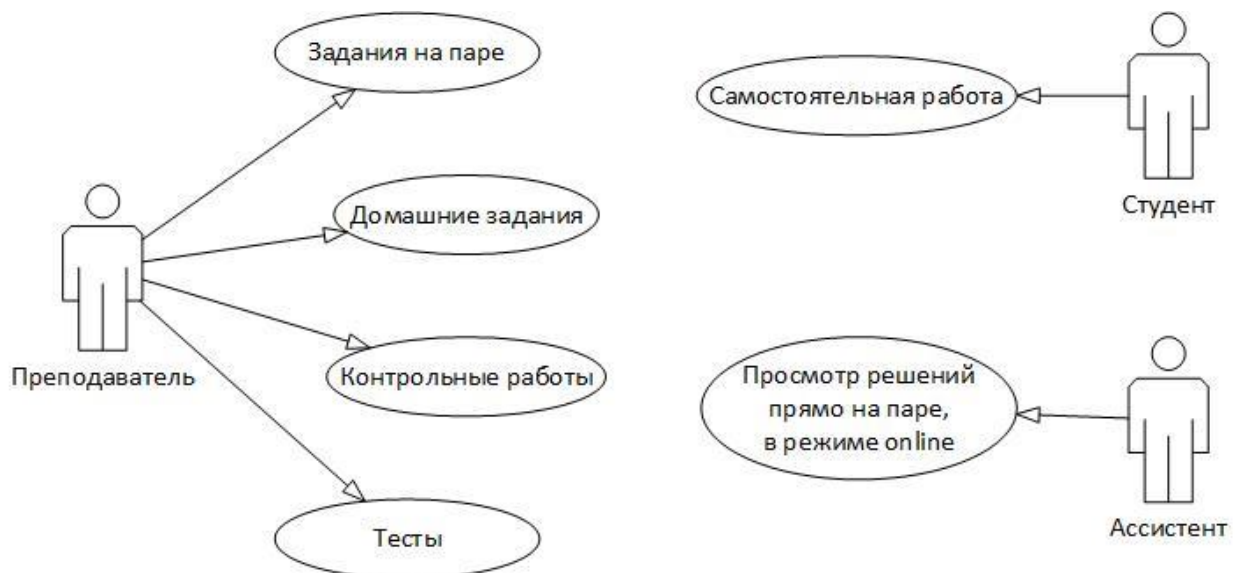 Задания на паре
Домашние задания
Контрольные работы
Тесты
Преподаватель
Самостоятельная работа
Студент
Просмотр решений
прямо на паре,
в режиме online
Ассистент